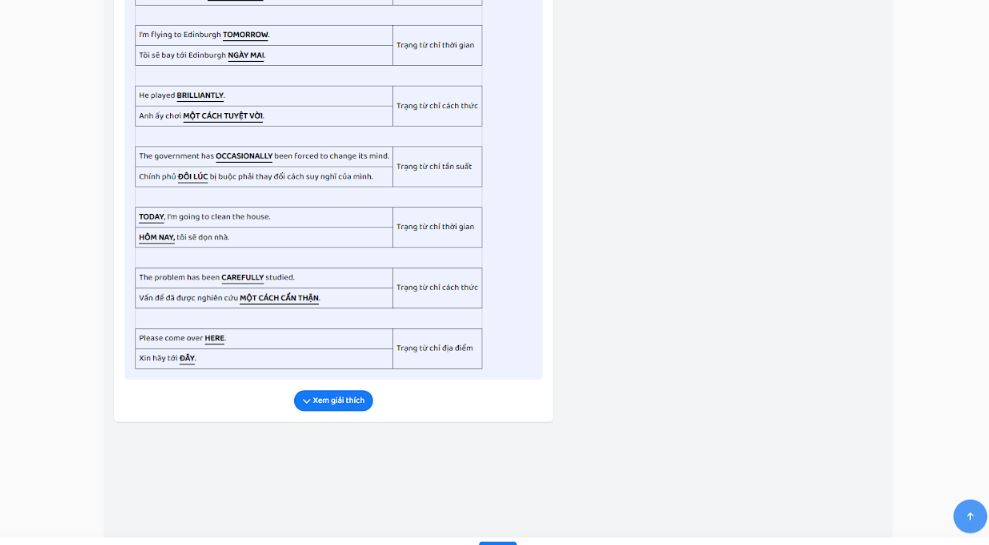 I'm flying to Edinburgh TOMORROW.
Trạng từ chỉ thời gian
Tôi sẽ bay tới Edinburgh NGÀY MAI.
He played BRILLIANTLY.
Trạng từ chỉ cách thức
Anh ấy chơi MỘT CÁCH TUYỆT VỜI.
The government has OCCASIONALLY been forced to change its mind.
Trạng từ chỉ tần suất
Chính phủ ĐÔI LÚC bị buộc phải thay đổi cách suy nghĩ của mình.
TODAY, I'm going to clean the house.
Trạng từ chỉ thời gian
HÔM NAY, tôi sẽ dọn nhà.
The problem has been CAREFULLY studied.
Trạng từ chỉ cách thức
Vấn đề đã được nghiên cứu MỘT CÁCH CẨN THẬN.
Please come over HERE.
Trạng từ chỉ địa điểm
Xin hãy tới ĐÂY.
Xem giải thích